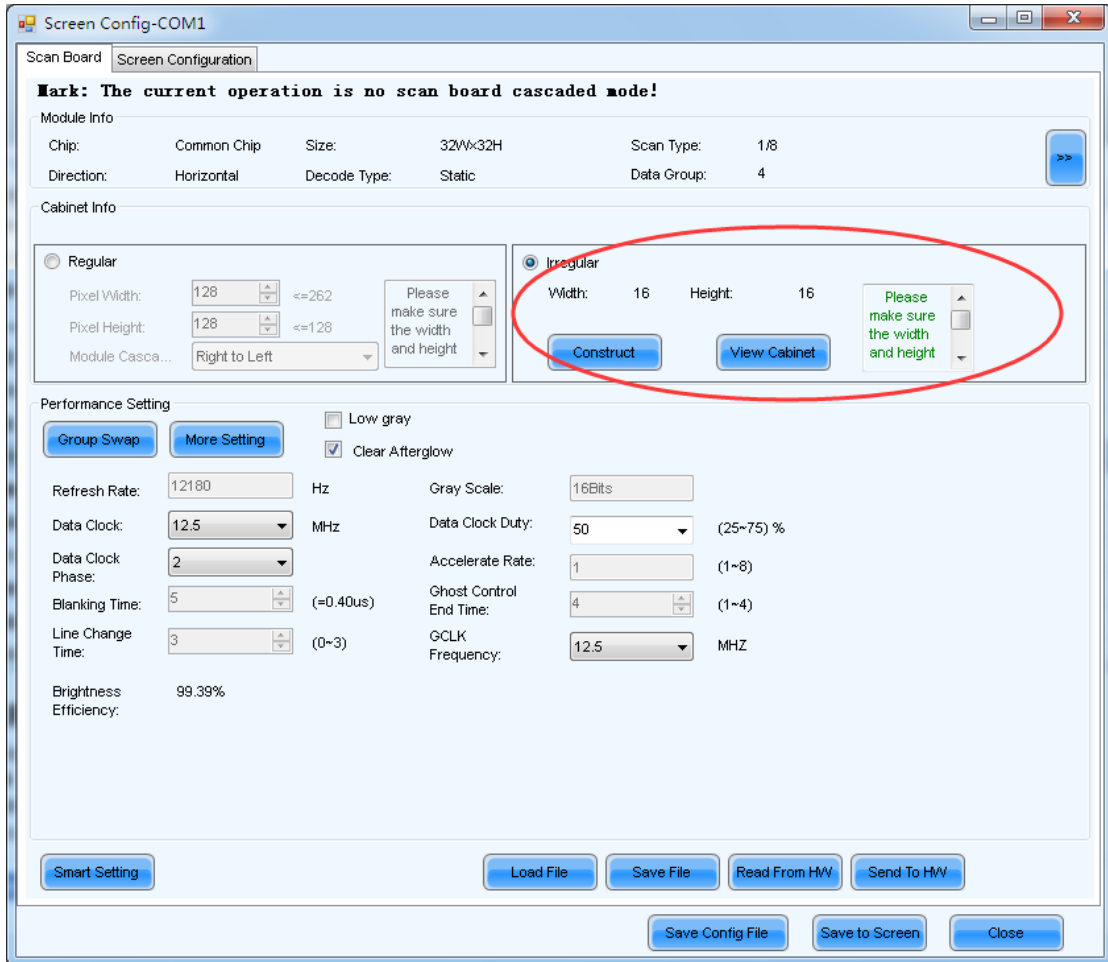 Screen Config-COM1
Scan Board Screen Configuration
Mark: The current operation is no scan board cascaded mode!
Module Info
Chip: Common Chip Size: 32W×32H Scan Type: 1/8
>>
Direction: Horizontal Decode Type: Static Data Group: 4
Cabinet Info
Regular
Pixel Width: 128 <=262
Pixel Height: 128 <=128
Module Casca... Right to Left
Please
make sure
the width
and height
Irregular
Width: 16 Height: 16
Construct View Cabinet
Please
make sure
the width
and height
Performance Setting
Group Swap More Setting
Low gray
Clear Afterglow
Refresh Rate: 12180 Hz Gray Scale: 16Bits
Data Clock: 12.5 MHz Data Clock Duty: 50 (25~75) %
Data Clock
Phase: 2 Accelerate Rate: 1 (1~8)
Blanking Time: 5 (=0.40us) Ghost Control
End Time: 4 (1~4)
Line Change
Time: 3 (0~3) GCLK
Frequency: 12.5 MHZ
Brightness
Efficiency: 99.39%
Smart Setting Load File Save File Read From HW Send To HW
Save Config File Save to Screen Close